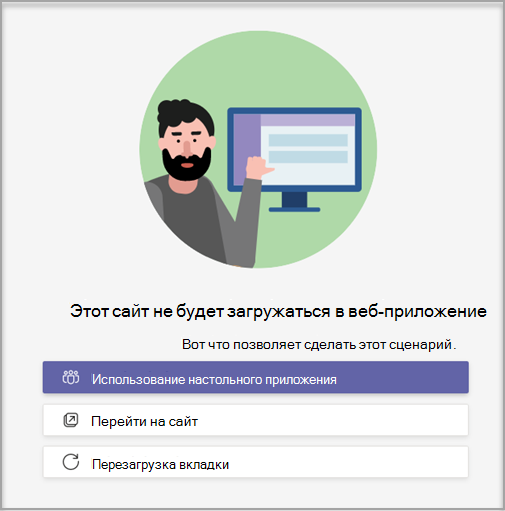 Этот сайт не будет загружаться в веб-приложение
Вот что позволяет сделать этот сценарий.
Использование настольного приложения
Перейти на сайт
Перезагрузка вкладки